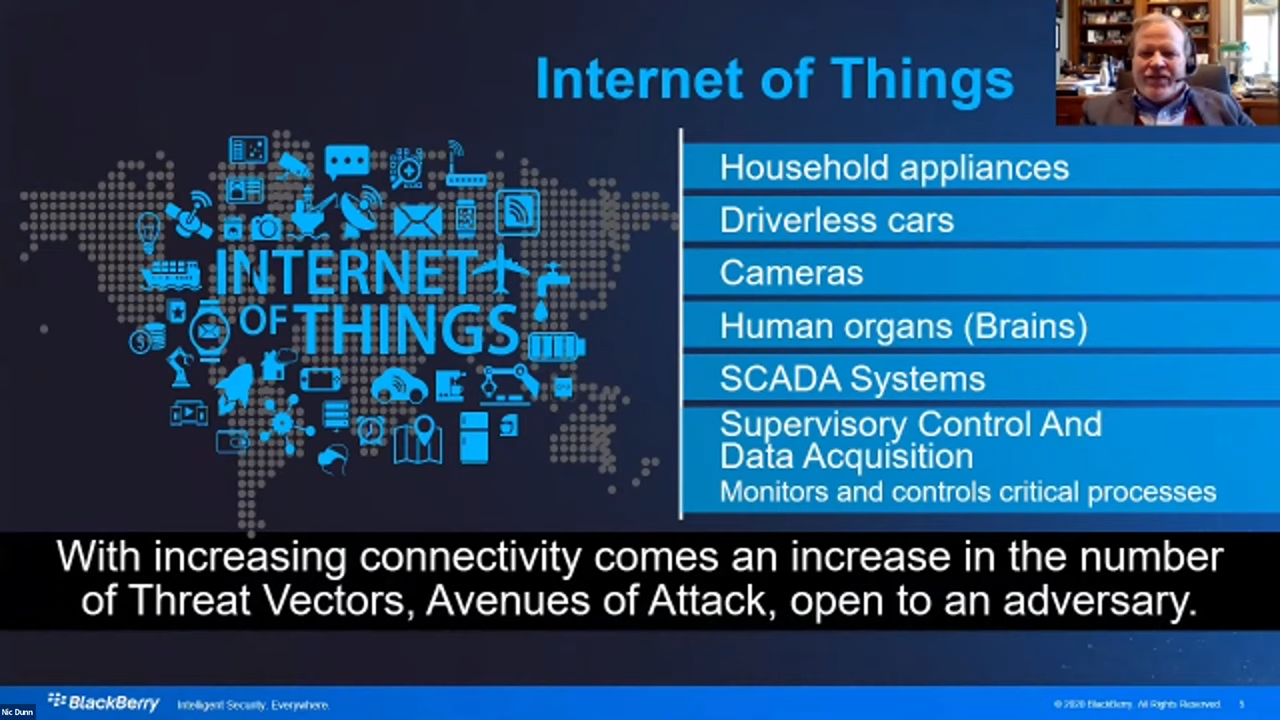 Internet of Things
INTERNET
OF THINGS
Household appliances
Driverless cars
Cameras
Human organs (Brains)
SCADA Systems
Supervisory Control And
Data Acquisition
Monitors and controls critical processes
With increasing connectivity comes an increase in the number
of Threat Vectors, Avenues of Attack, open to an adversary.
BlackBerry
Intelligent Security. Everywhere.
© 2020 BlackBerry. All Rights Reserved.
5
Nic Dunn